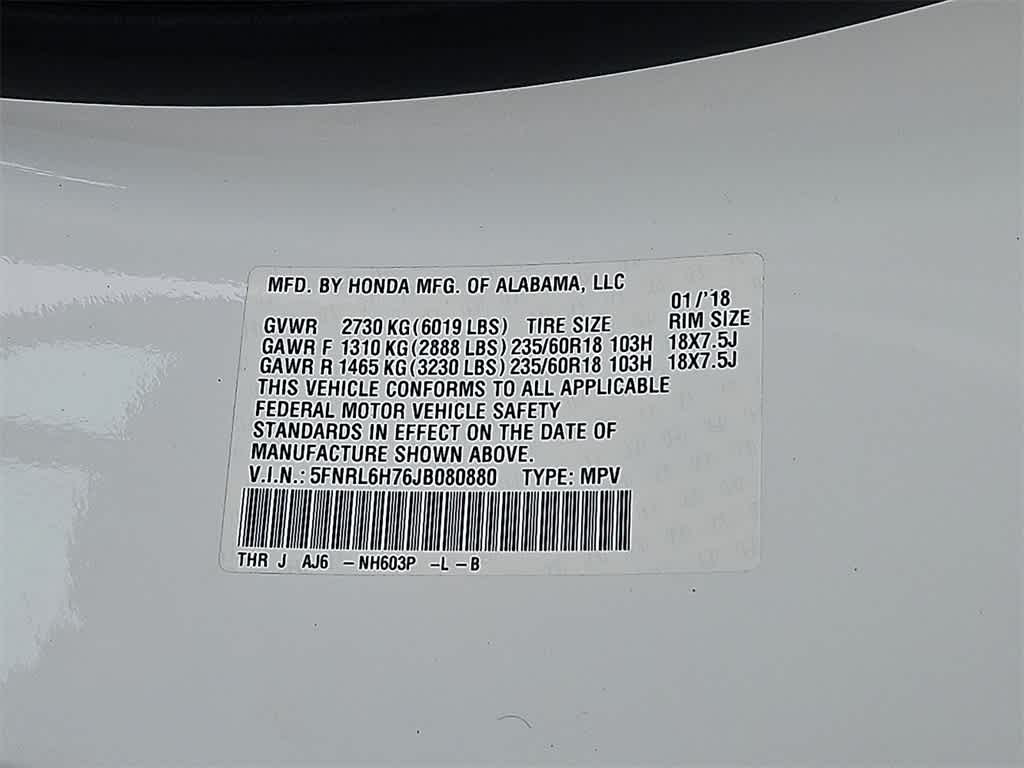 MFD. BY HONDA MFG. OF ALABAMA, LLC
01/'18
GVWR 2730 KG (6019 LBS) TIRE SIZE RIM SIZE
GAWR F 1310 KG (2888 LBS) 235/60R18 103H 18X7.5J
GAWR R 1465 KG (3230 LBS) 235/60R18 103H 18X7.5J
THIS VEHICLE CONFORMS TO ALL APPLICABLE
FEDERAL MOTOR VEHICLE SAFETY
STANDARDS IN EFFECT ON THE DATE OF
MANUFACTURE SHOWN ABOVE.
V.I.N.: 5FNRL6H76JB080880 TYPE: MPV
THR J AJ6 -NH603P -L -B